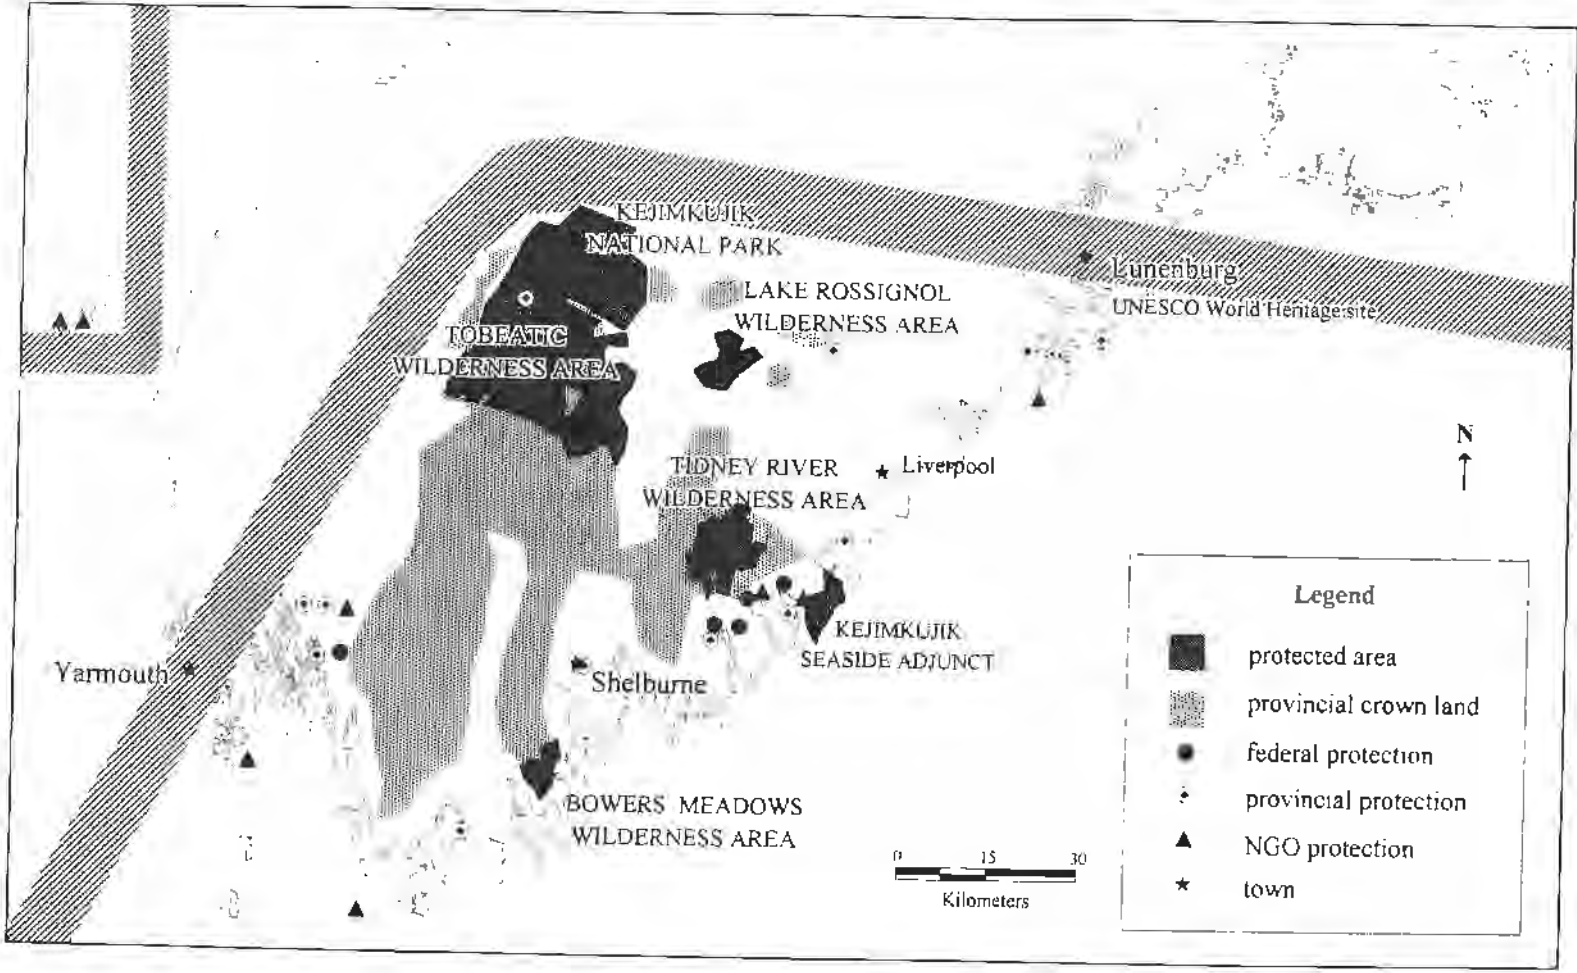 KEJIMKUJIK
NATIONAL PARK
Lunenburg
UNESCO World Heritage site
LAKE ROSSIGNOL
WILDERNESS AREA
TOBEATIC
WILDERNESS AREA
N
TIDNEY RIVER
WILDERNESS AREA
Liverpool
KEJIMKUJIK
SEASIDE ADJUNCT
Yarmouth
Shelburne
BOWERS MEADOWS
WILDERNESS AREA
0 15 30
Kilometers
Legend
protected area
provincial crown land
federal protection
provincial protection
NGO protection
town